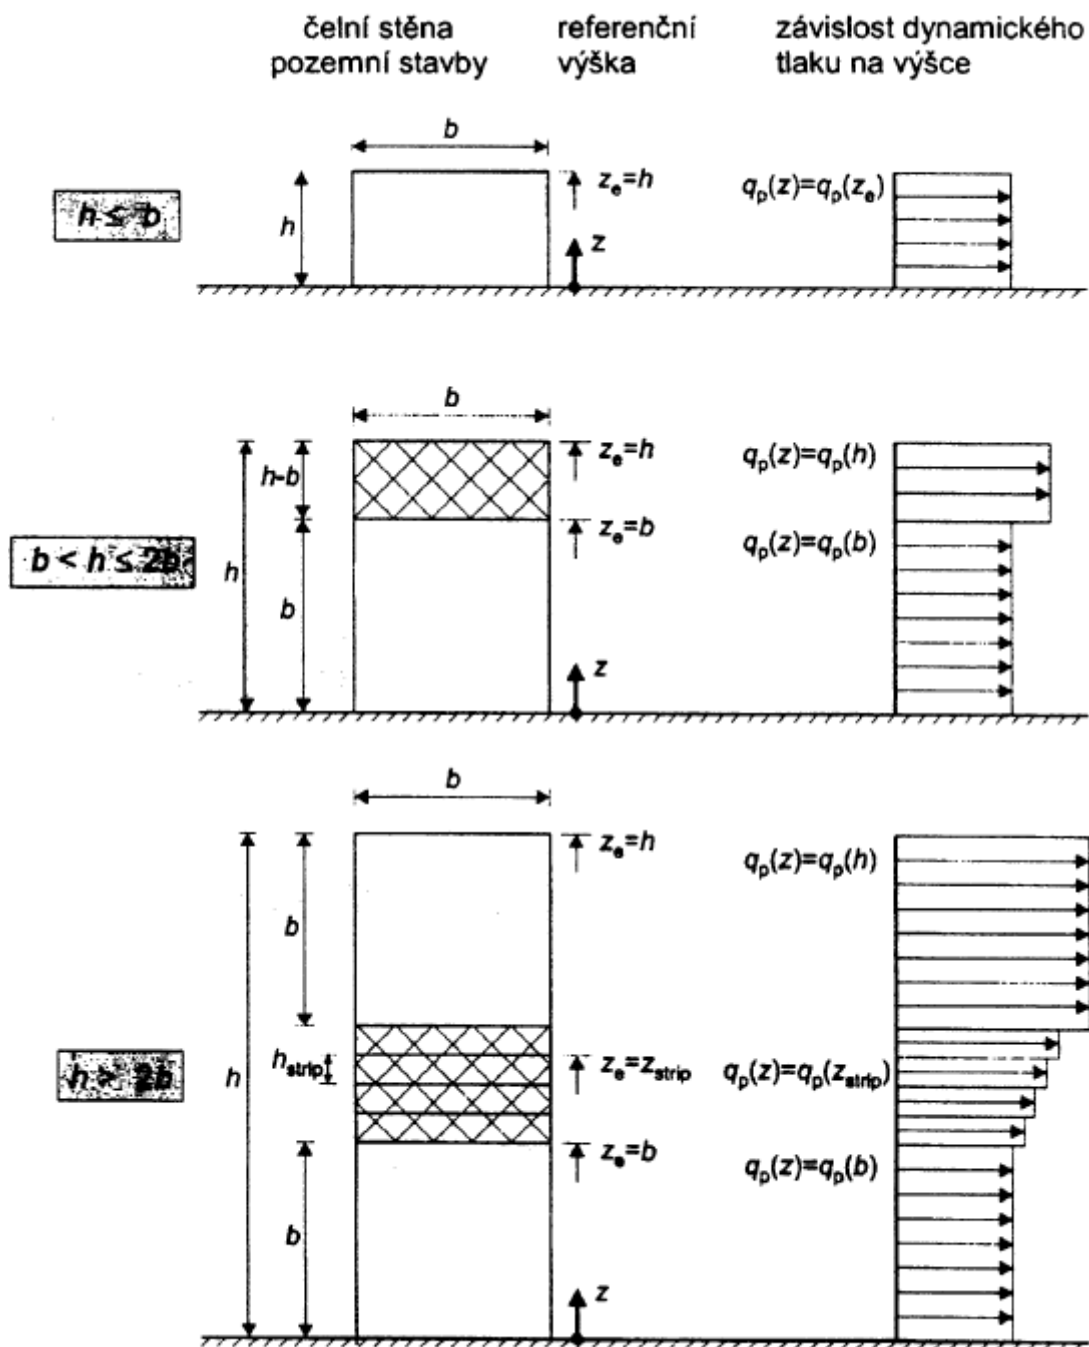 čelní stěna
pozemní stavby
referenční
výška
závislost dynamického
tlaku na výšce
b
h ≤ b
h
z_e=h
z
q_p(z)=q_p(z_e)
b
z_e=h
q_p(z)=q_p(h)
h-b
z_e=b
q_p(z)=q_p(b)
b < h ≤ 2b
h
b
z
b
z_e=h
q_p(z)=q_p(h)
b
h > 2b
h
h_strip
z_e=z_strip
q_p(z)=q_p(z_strip)
z_e=b
q_p(z)=q_p(b)
b
z